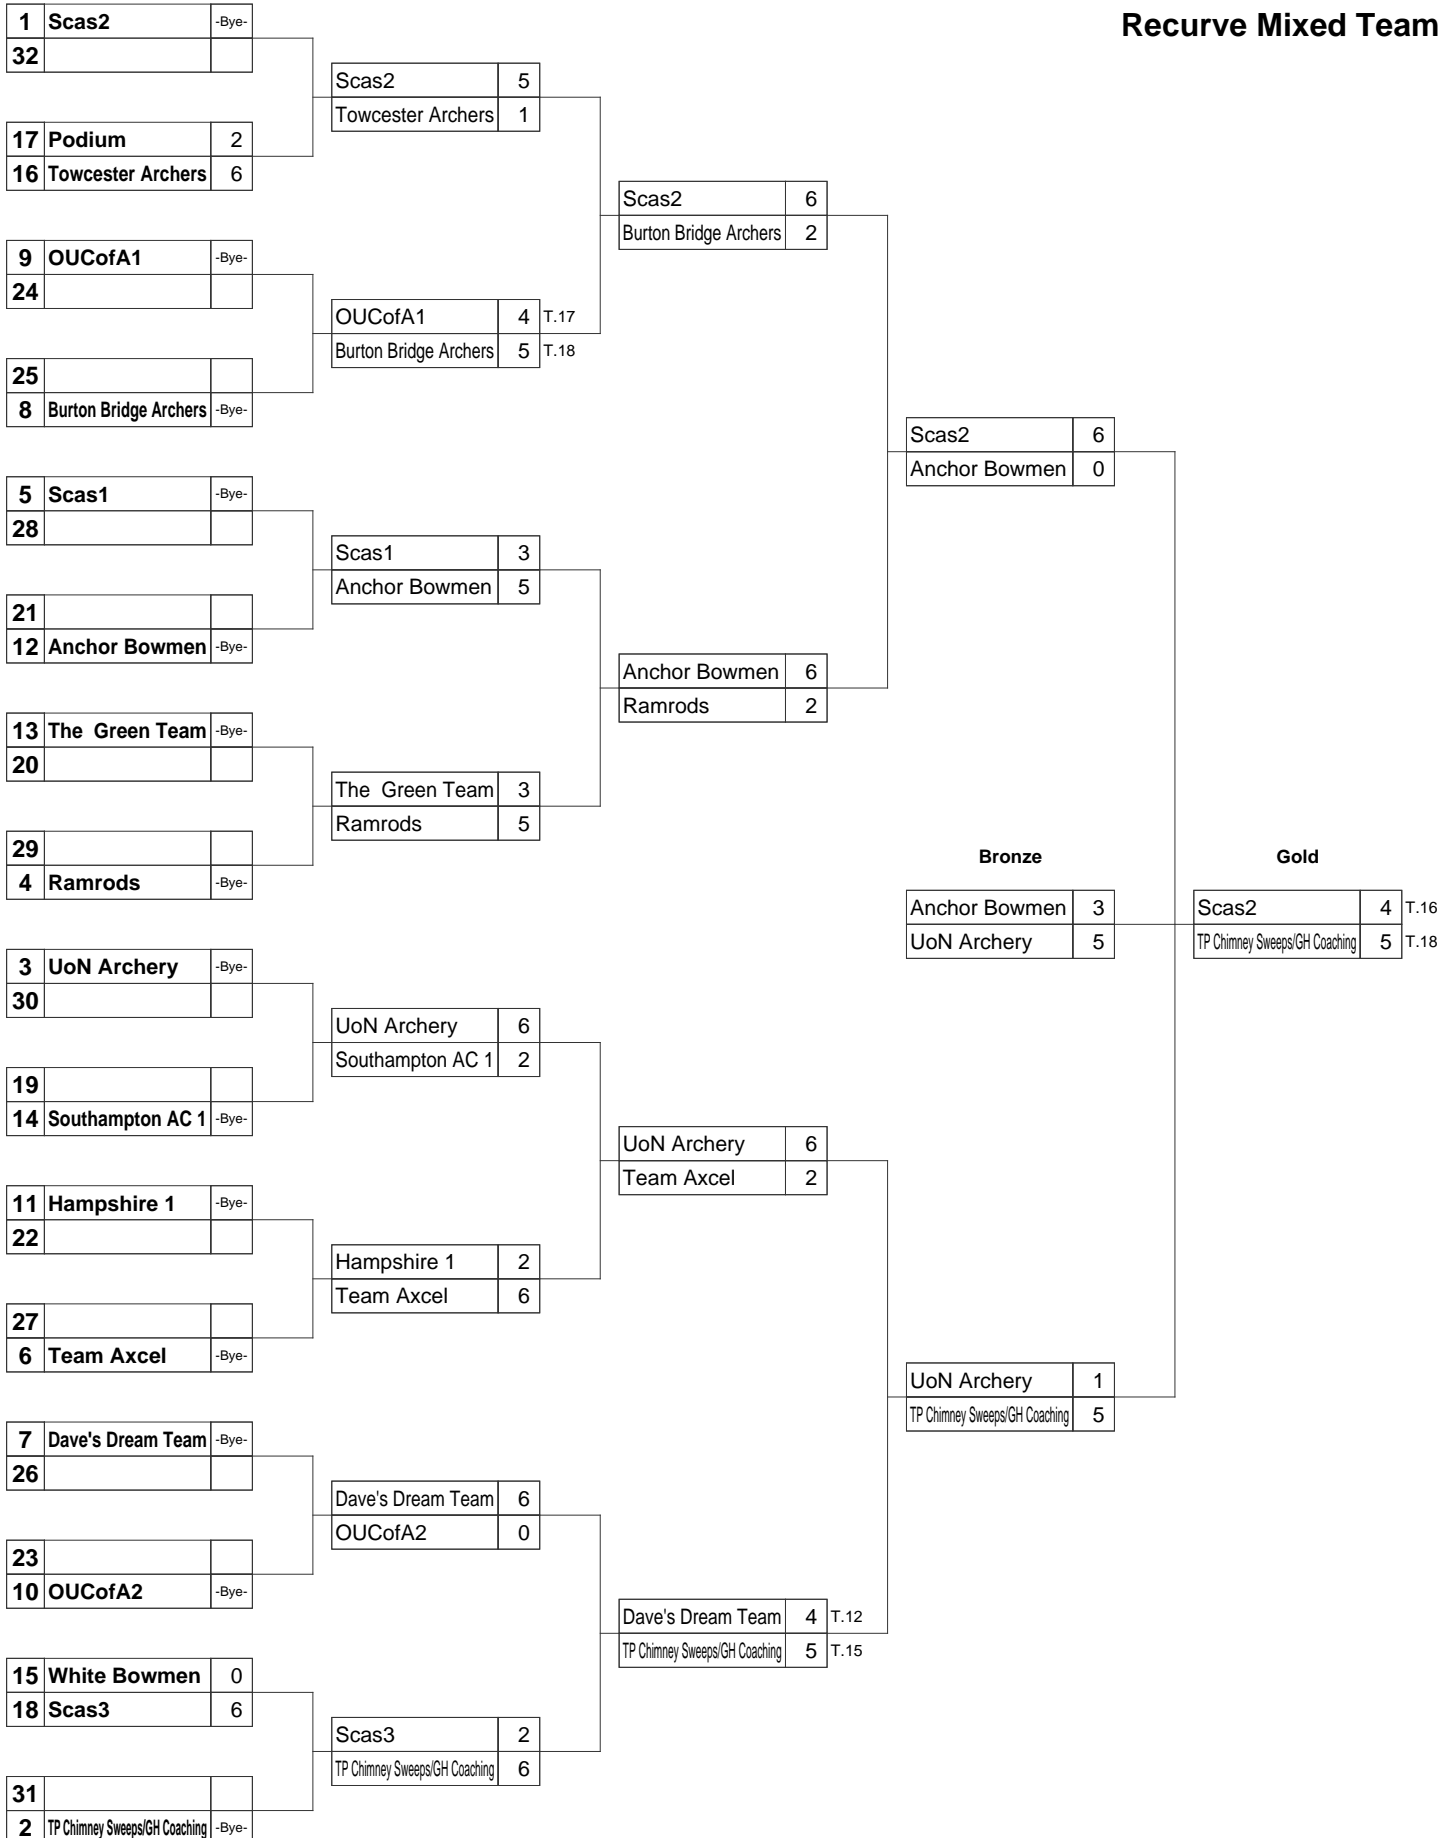 Recurve Mixed Team
1 Scas2 -Bye-
32
17 Podium 2
16 Towcester Archers 6
9 OUCofA1 -Bye-
24
25
8 Burton Bridge Archers -Bye-
5 Scas1 -Bye-
28
21
12 Anchor Bowmen -Bye-
13 The  Green Team -Bye-
20
29
4 Ramrods -Bye-
3 UoN Archery -Bye-
30
19
14 Southampton AC 1 -Bye-
11 Hampshire 1 -Bye-
22
27
6 Team Axcel -Bye-
7 Dave's Dream Team -Bye-
26
23
10 OUCofA2 -Bye-
15 White Bowmen 0
18 Scas3 6
31
2 TP Chimney Sweeps/GH Coaching -Bye-
Scas2 5
Towcester Archers 1
OUCofA1 4 T.17
Burton Bridge Archers 5 T.18
Scas1 3
Anchor Bowmen 5
The  Green Team 3
Ramrods 5
UoN Archery 6
Southampton AC 1 2
Hampshire 1 2
Team Axcel 6
Dave's Dream Team 6
OUCofA2 0
Scas3 2
TP Chimney Sweeps/GH Coaching 6
Scas2 6
Burton Bridge Archers 2
Anchor Bowmen 6
Ramrods 2
UoN Archery 6
Team Axcel 2
Dave's Dream Team 4 T.12
TP Chimney Sweeps/GH Coaching 5 T.15
Scas2 6
Anchor Bowmen 0
UoN Archery 1
TP Chimney Sweeps/GH Coaching 5
Bronze
Anchor Bowmen 3
UoN Archery 5
Gold
Scas2 4 T.16
TP Chimney Sweeps/GH Coaching 5 T.18